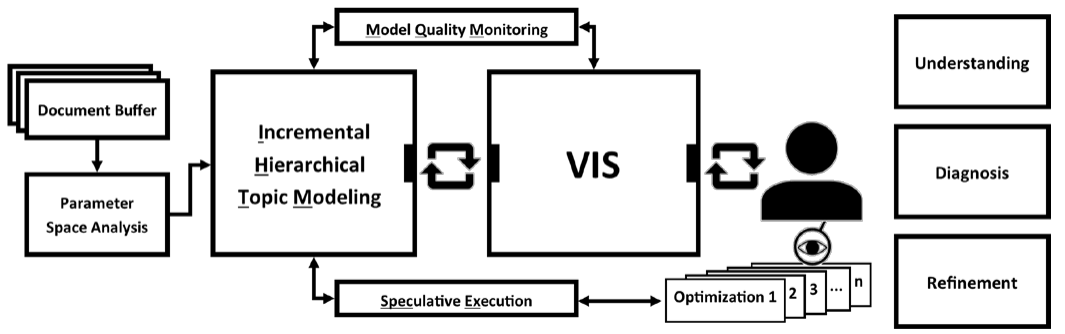 Model Quality Monitoring
Document Buffer
Parameter
Space Analysis
Incremental
Hierarchical
Topic Modeling
VIS
Speculative Execution
Optimization 1
2
3
...
n
Understanding
Diagnosis
Refinement